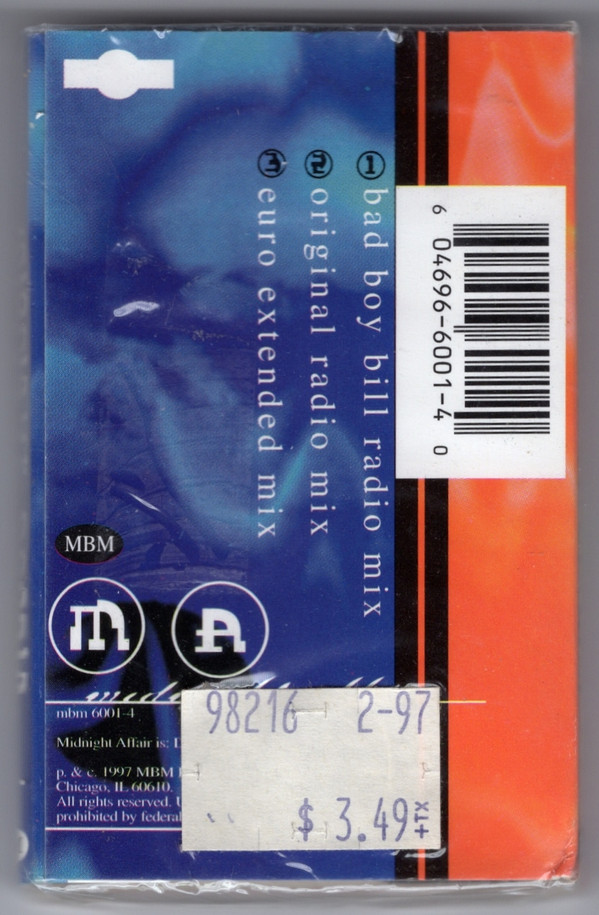 1 bad boy bill radio mix
2 original radio mix
3 euro extended mix
6 04696-6001-4 0
MBM
m A
mbm 6001-4
Midnight Affair is: D
p. & c. 1997 MBM
Chicago, IL 60610.
All rights reserved. U
prohibited by federal
98216 2-97
$ 3.49 +TX